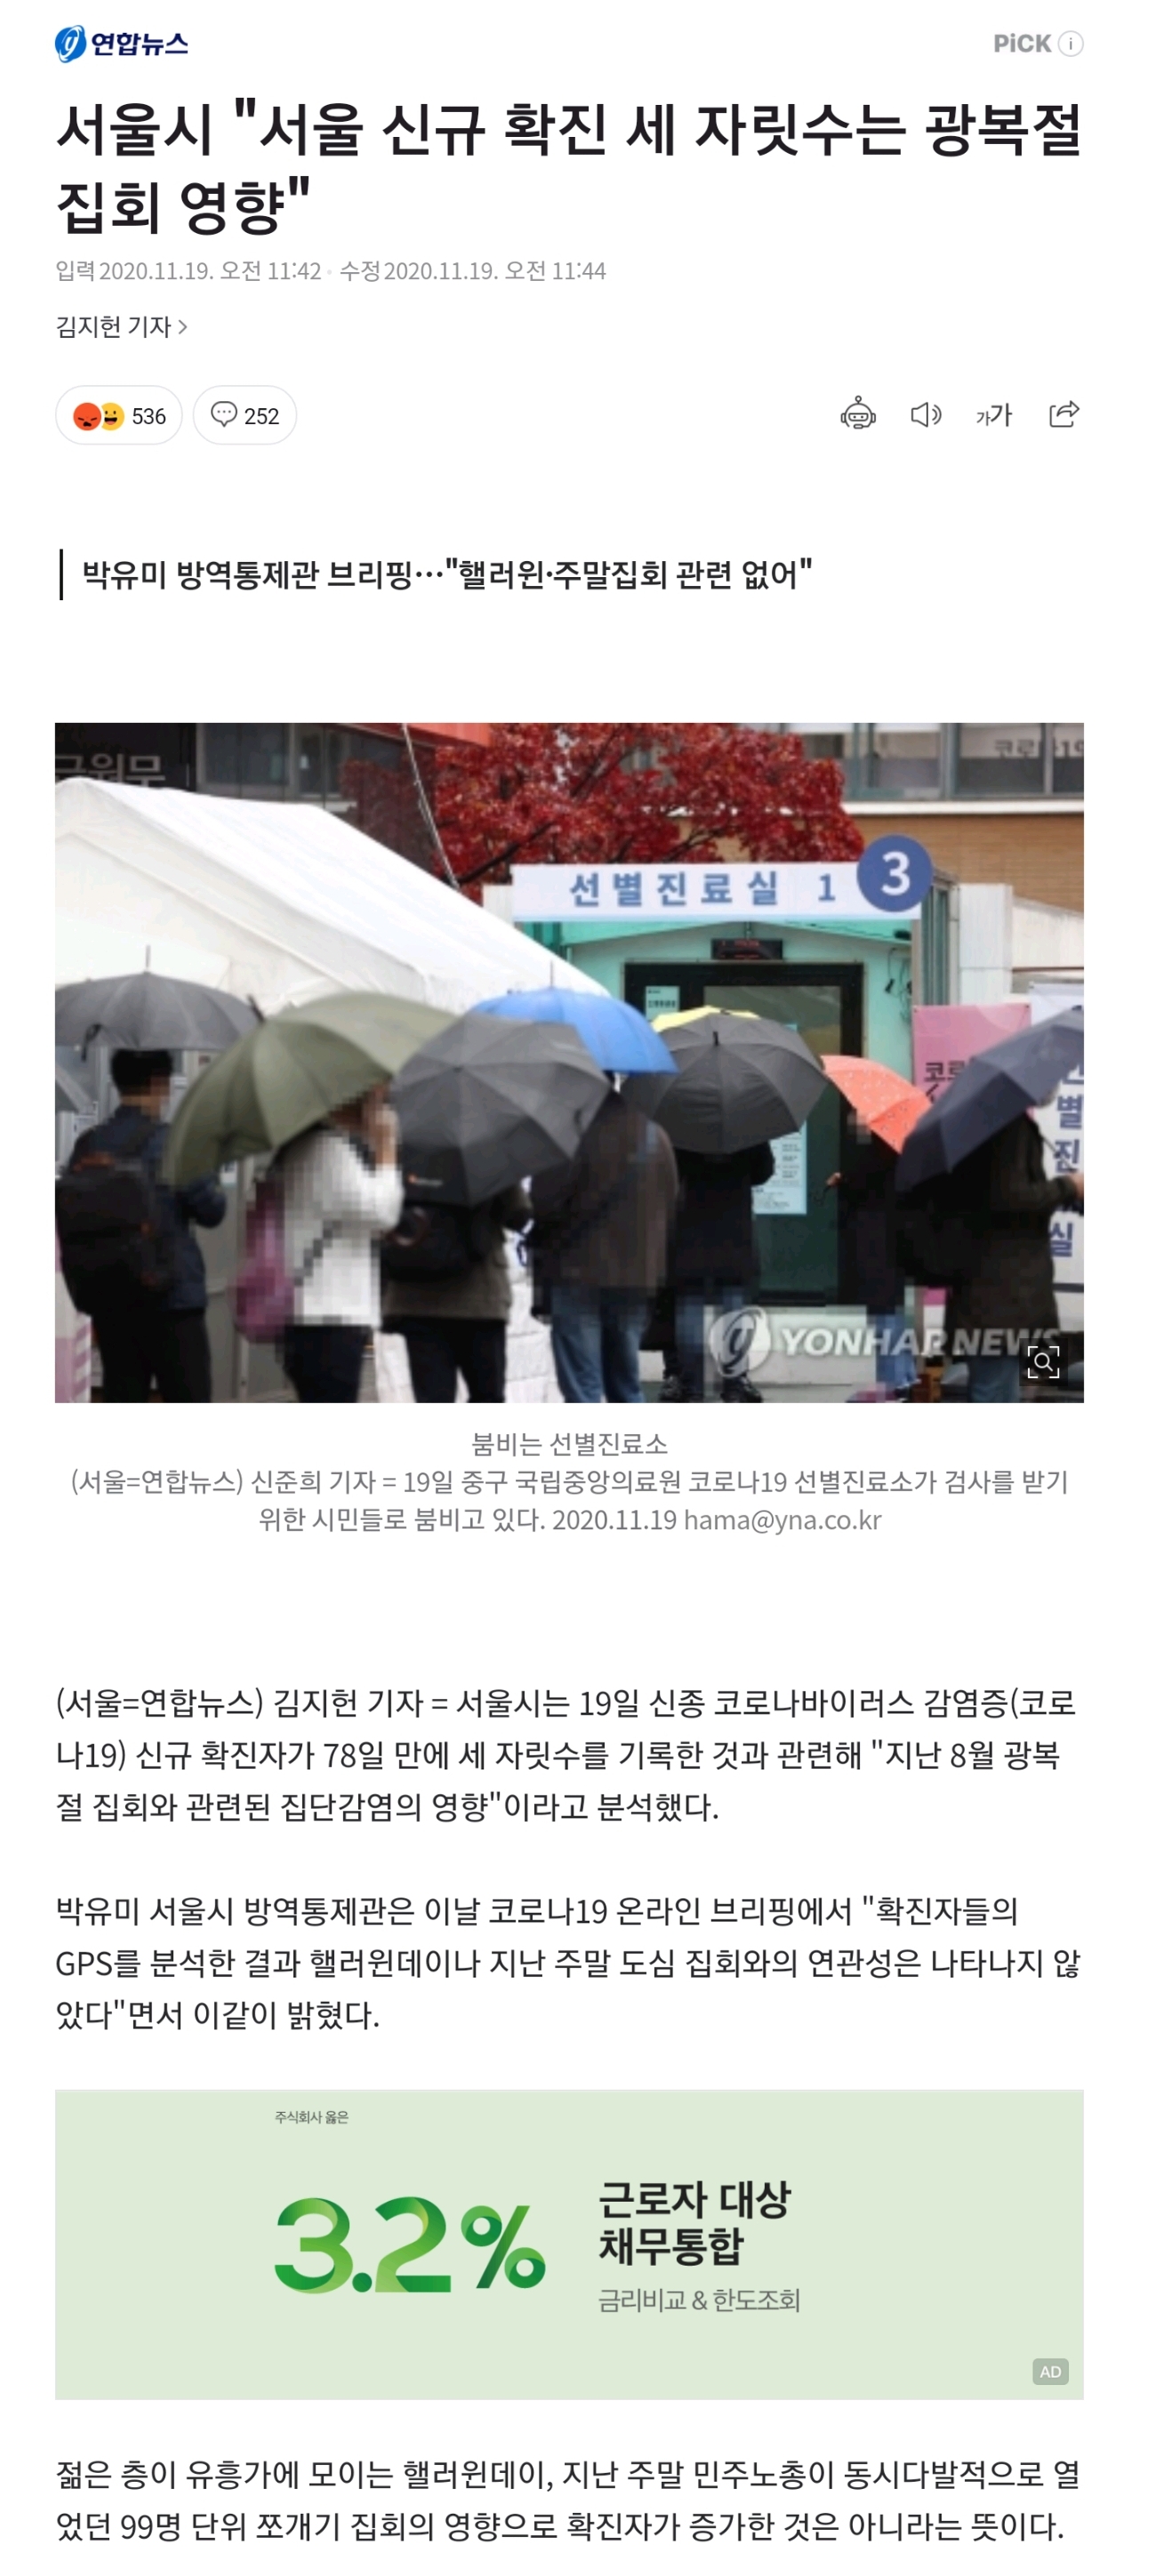 연합뉴스
PiCK
서울시 "서울 신규 확진 세 자릿수는 광복절
집회 영향"
입력 2020.11.19. 오전 11:42 · 수정 2020.11.19. 오전 11:44
김지헌 기자 >
536 252 가가
박유미 방역통제관 브리핑…"핼러윈·주말집회 관련 없어"
선별진료실 1 3
YONHAP NEWS
붐비는 선별진료소
(서울=연합뉴스) 신준희 기자 = 19일 중구 국립중앙의료원 코로나19 선별진료소가 검사를 받기
위한 시민들로 붐비고 있다. 2020.11.19 hama@yna.co.kr
(서울=연합뉴스) 김지헌 기자 = 서울시는 19일 신종 코로나바이러스 감염증(코로
나19) 신규 확진자가 78일 만에 세 자릿수를 기록한 것과 관련해 "지난 8월 광복
절 집회와 관련된 집단감염의 영향"이라고 분석했다.
박유미 서울시 방역통제관은 이날 코로나19 온라인 브리핑에서 "확진자들의
GPS를 분석한 결과 핼러윈데이나 지난 주말 도심 집회와의 연관성은 나타나지 않
았다"면서 이같이 밝혔다.
주식회사 옳은
3.2%
근로자 대상
채무통합
금리비교 & 한도조회
AD
젊은 층이 유흥가에 모이는 핼러윈데이, 지난 주말 민주노총이 동시다발적으로 열
었던 99명 단위 쪼개기 집회의 영향으로 확진자가 증가한 것은 아니라는 뜻이다.